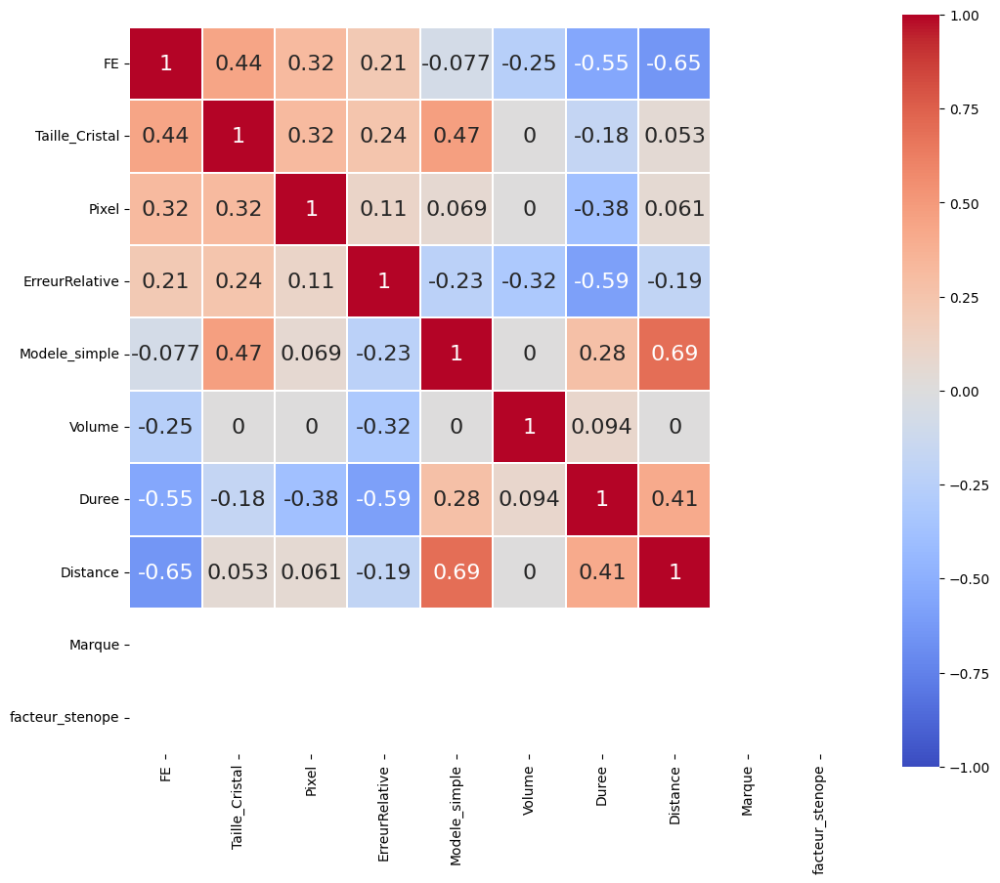 FE 1 0.44 0.32 0.21 -0.077 -0.25 -0.55 -0.65
Taille_Cristal 0.44 1 0.32 0.24 0.47 0 -0.18 0.053
Pixel 0.32 0.32 1 0.11 0.069 0 -0.38 0.061
ErreurRelative 0.21 0.24 0.11 1 -0.23 -0.32 -0.59 -0.19
Modele_simple -0.077 0.47 0.069 -0.23 1 0 0.28 0.69
Volume -0.25 0 0 -0.32 0 1 0.094 0
Duree -0.55 -0.18 -0.38 -0.59 0.28 0.094 1 0.41
Distance -0.65 0.053 0.061 -0.19 0.69 0 0.41 1
Marque
facteur_stenope
FE
Taille_Cristal
Pixel
ErreurRelative
Modele_simple
Volume
Duree
Distance
Marque
facteur_stenope
1.00
0.75
0.50
0.25
0.00
−0.25
−0.50
−0.75
−1.00